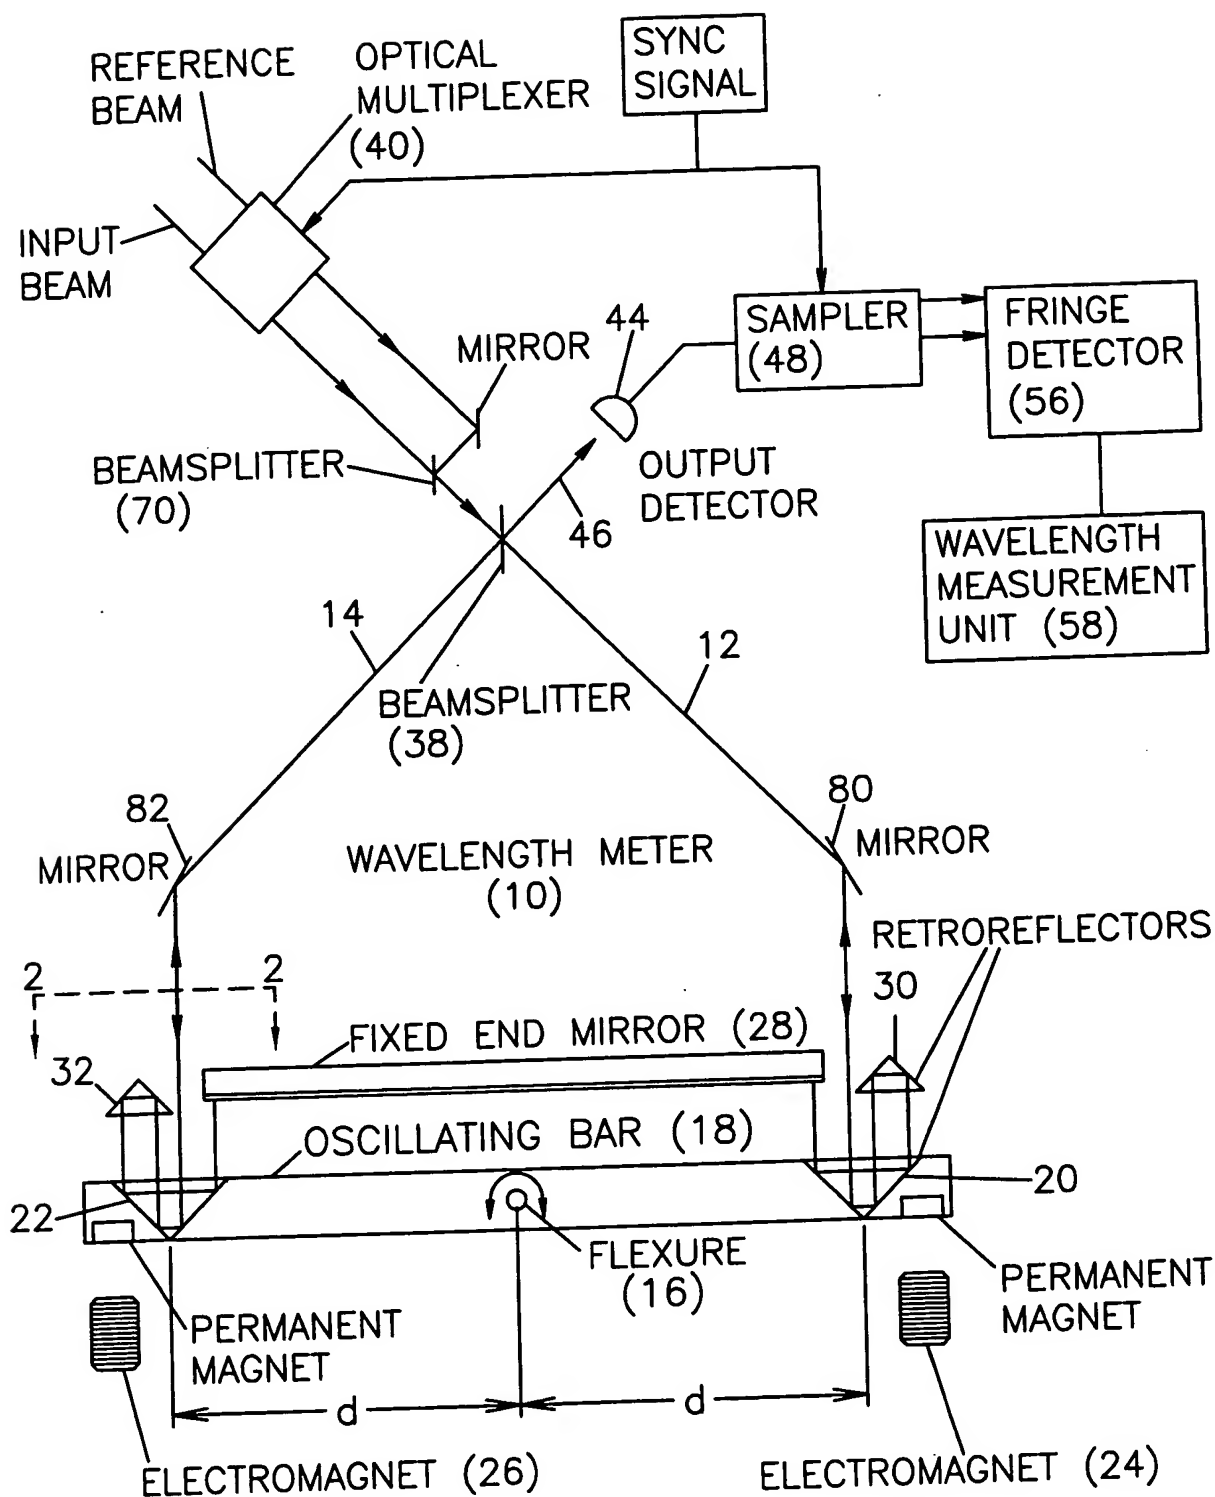 REFERENCE
BEAM
OPTICAL
MULTIPLEXER
(40)
SYNC
SIGNAL
INPUT
BEAM
44
SAMPLER
(48)
FRINGE
DETECTOR
(56)
MIRROR
BEAMSPLITTER
(70)
OUTPUT
DETECTOR
46
WAVELENGTH
MEASUREMENT
UNIT (58)
14
12
BEAMSPLITTER
(38)
82
MIRROR
80
MIRROR
WAVELENGTH METER
(10)
RETROREFLECTORS
2
2
30
FIXED END MIRROR (28)
32
OSCILLATING BAR (18)
22
20
FLEXURE
(16)
PERMANENT
MAGNET
PERMANENT
MAGNET
d
d
ELECTROMAGNET (26)
ELECTROMAGNET (24)